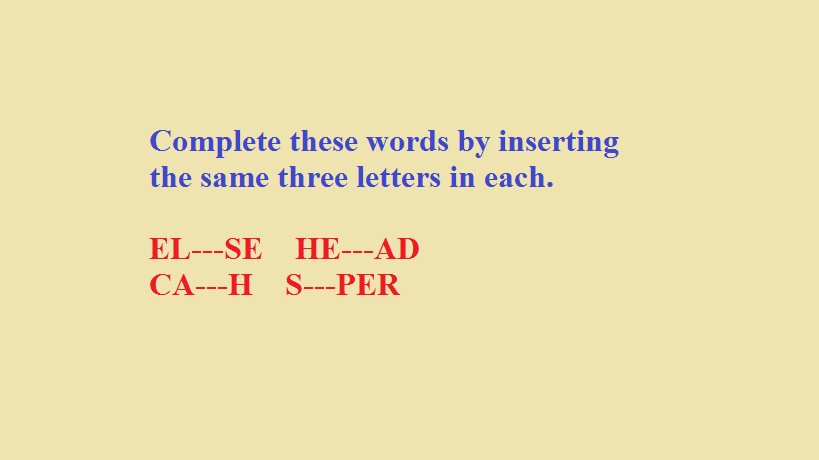 Complete these words by inserting
the same three letters in each.
EL---SE HE---AD
CA---H S---PER